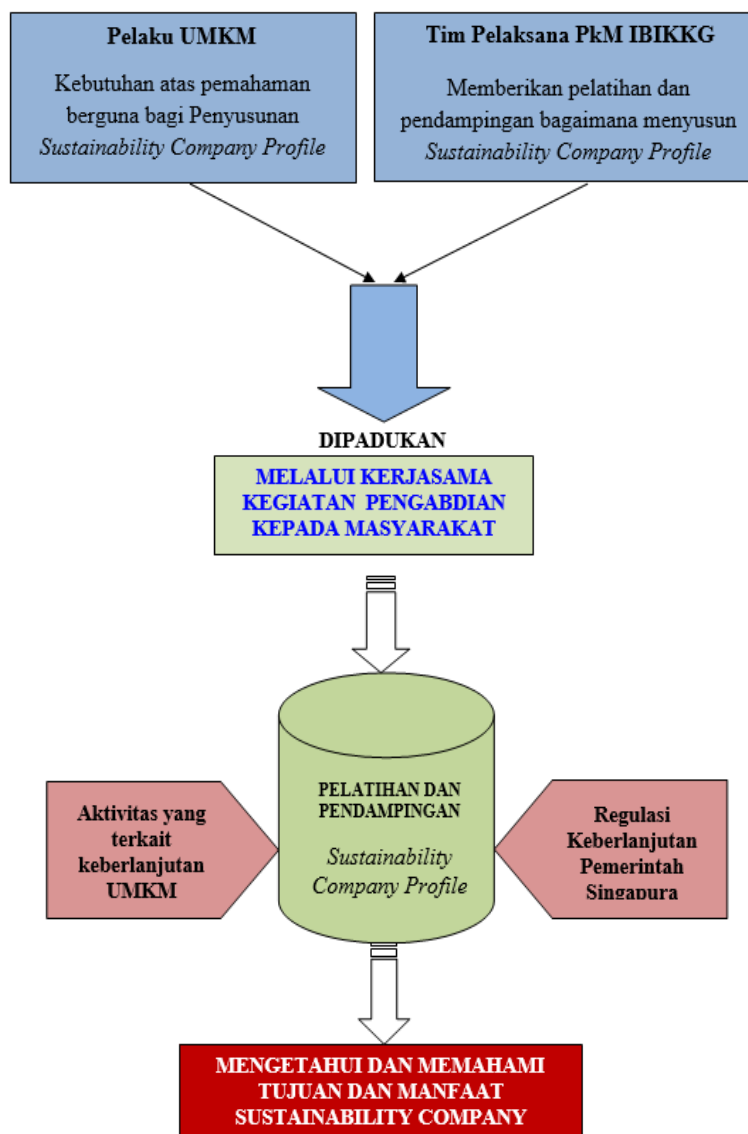 Pelaku UMKM
Kebutuhan atas pemahaman
berguna bagi Penyusunan
Sustainability Company Profile
Tim Pelaksana PkM IBIKKG
Memberikan pelatihan dan
pendampingan bagaimana menyusun
Sustainability Company Profile
DIPADUKAN
MELALUI KERJASAMA
KEGIATAN PENGABDIAN
KEPADA MASYARAKAT
PELATIHAN DAN
PENDAMPINGAN
Sustainability
Company Profile
Aktivitas yang
terkait
keberlanjutan
UMKM
Regulasi
Keberlanjutan
Pemerintah
Singapura
MENGETAHUI DAN MEMAHAMI
TUJUAN DAN MANFAAT
SUSTAINABILITY COMPANY